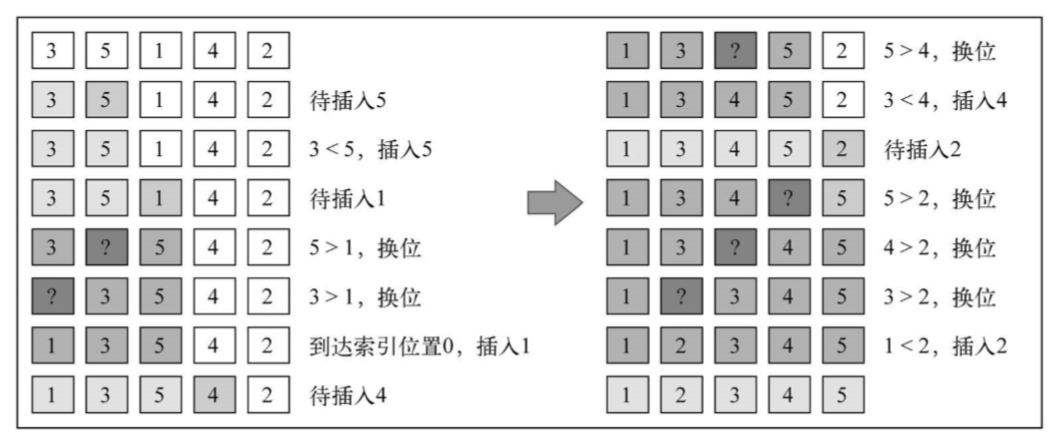 3 5 1 4 2
3 5 1 4 2 待插入5
3 5 1 4 2 3 < 5，插入5
3 5 1 4 2 待插入1
3 ? 5 4 2 5 > 1，换位
? 3 5 4 2 3 > 1，换位
1 3 5 4 2 到达索引位置0，插入1
1 3 5 4 2 待插入4
1 3 ? 5 2 5 > 4，换位
1 3 4 5 2 3 < 4，插入4
1 3 4 5 2 待插入2
1 3 4 ? 5 5 > 2，换位
1 3 ? 4 5 4 > 2，换位
1 ? 3 4 5 3 > 2，换位
1 2 3 4 5 1 < 2，插入2
1 2 3 4 5